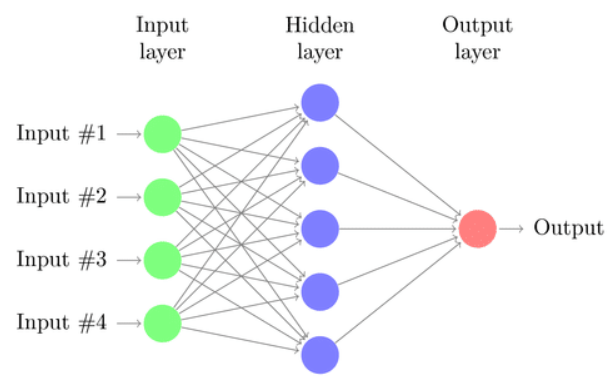 Input
layer
Hidden
layer
Output
layer
Input #1
Input #2
Input #3
Input #4
Output